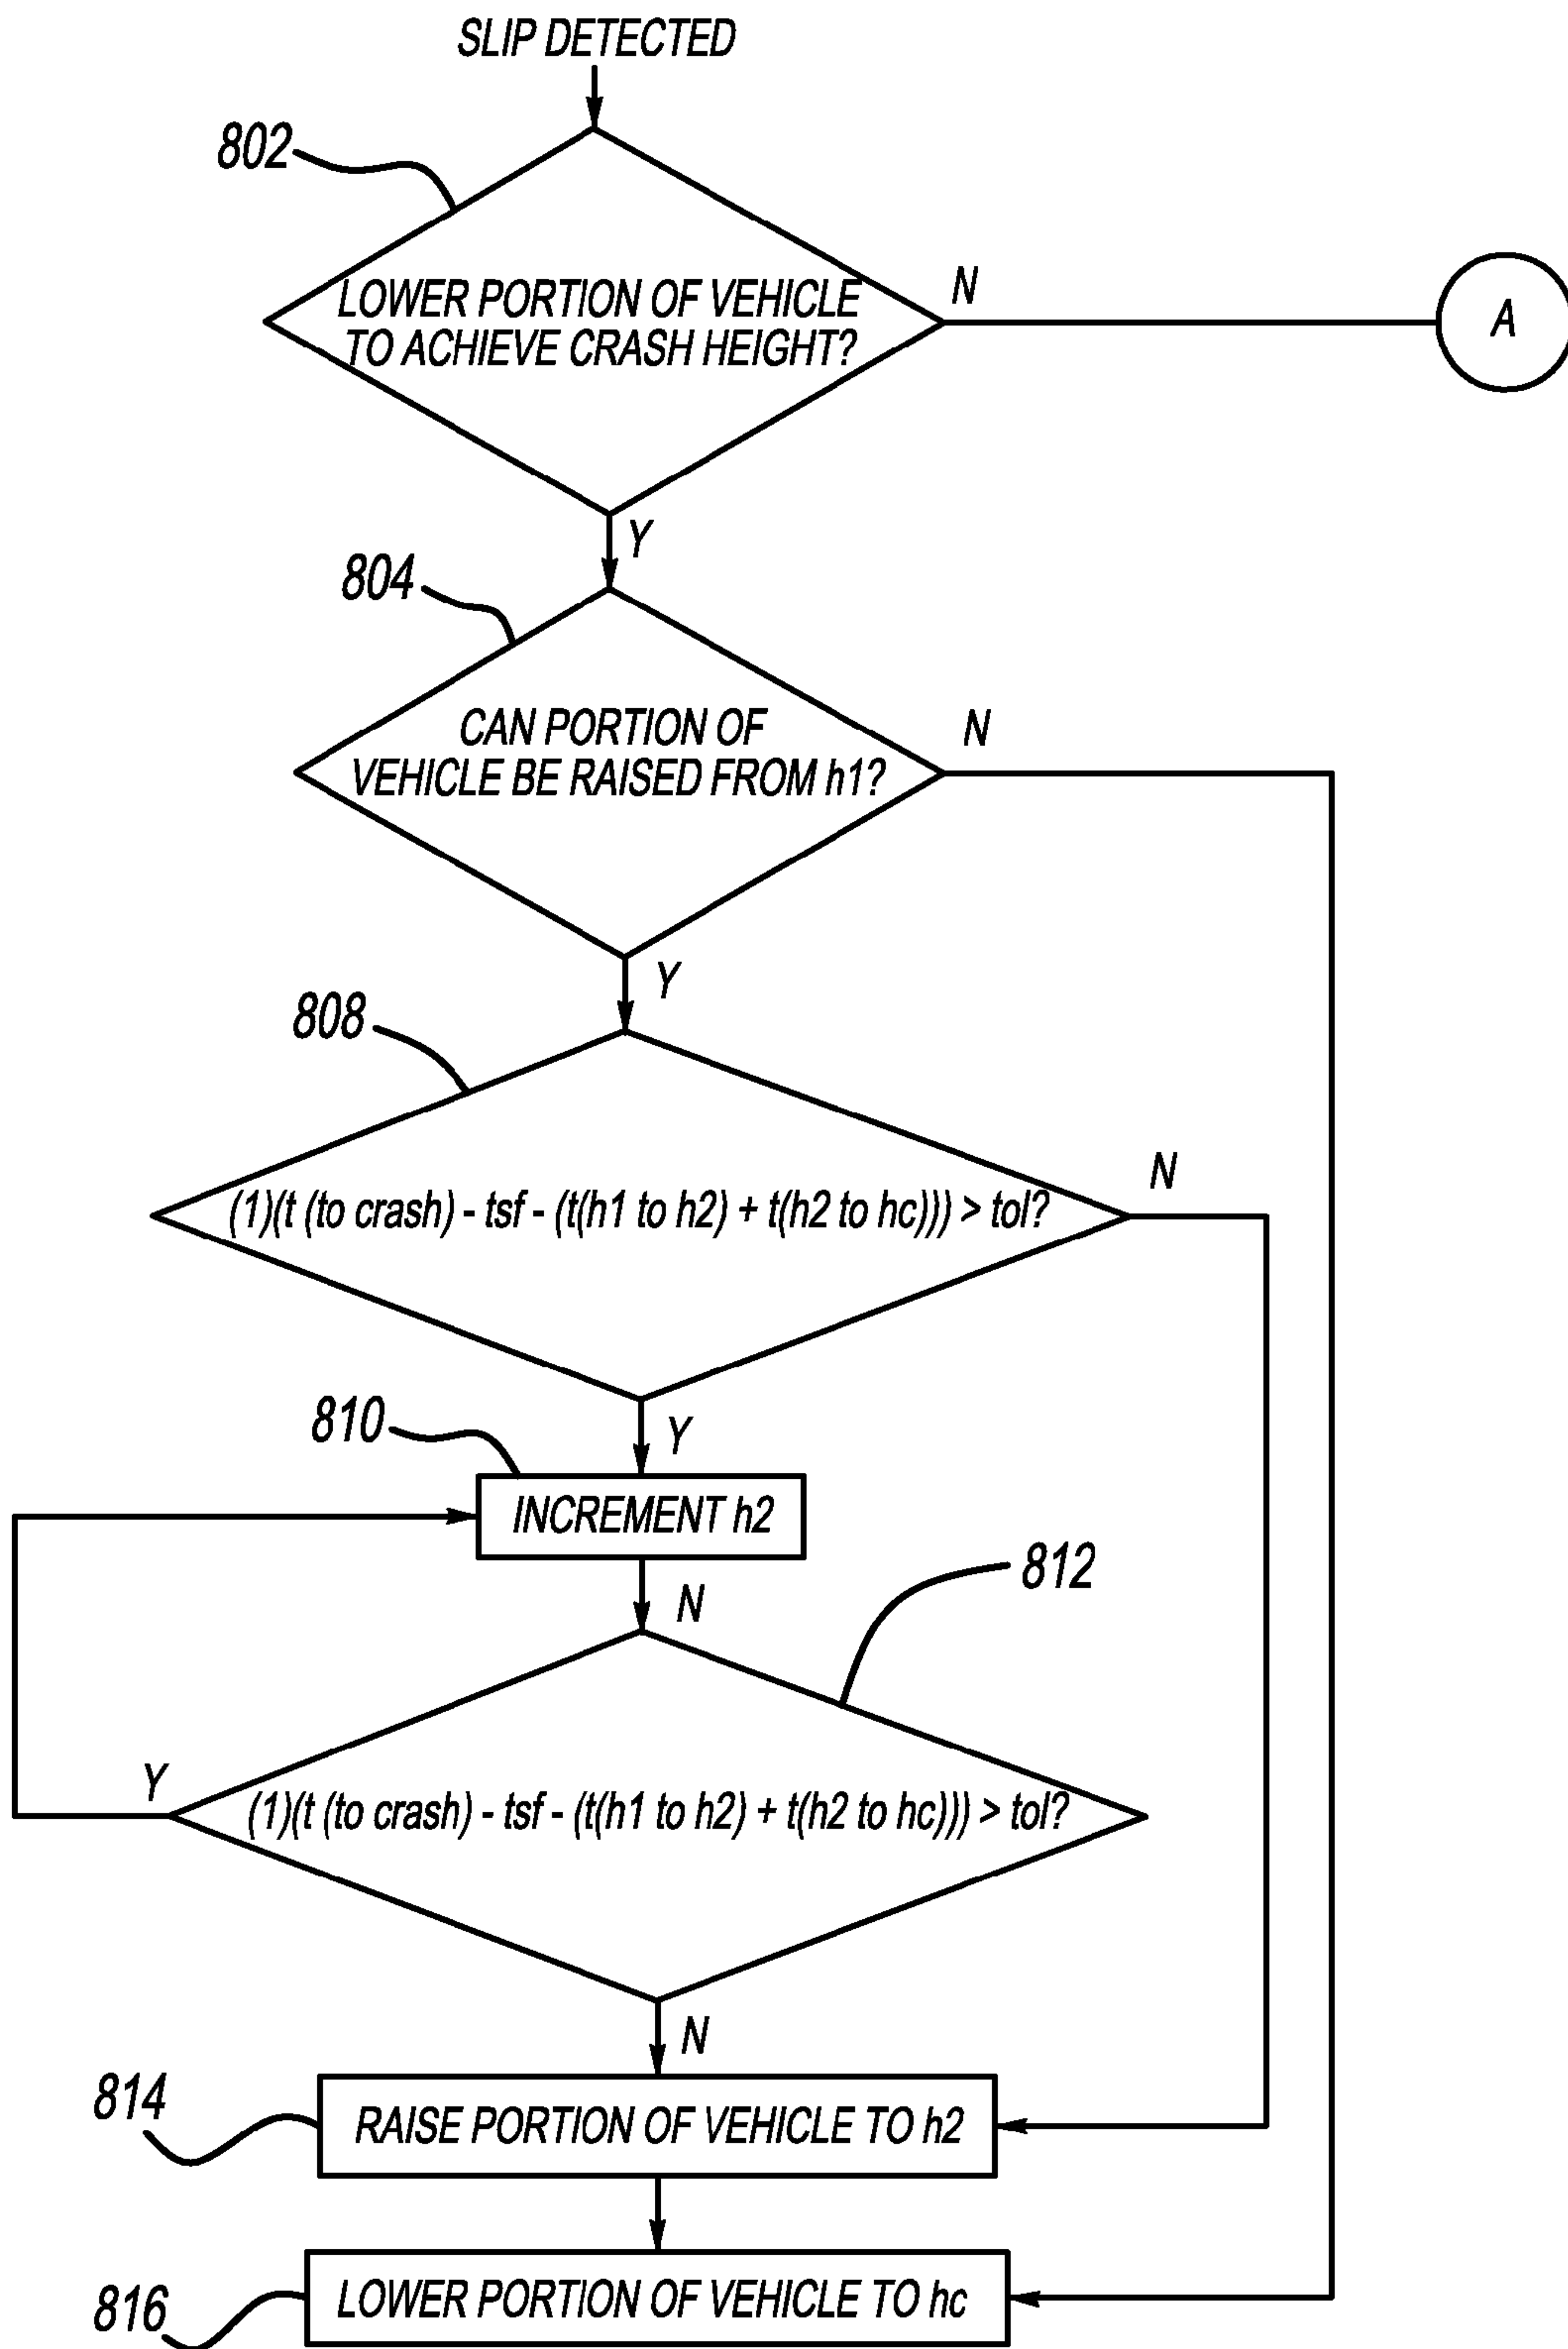 SLIP DETECTED
802
LOWER PORTION OF VEHICLE
TO ACHIEVE CRASH HEIGHT?
N
A
Y
804
CAN PORTION OF
VEHICLE BE RAISED FROM h1?
N
Y
808
(1)(t (to crash) - tsf - (t(h1 to h2) + t(h2 to hc))) > tol?
N
Y
810
INCREMENT h2
N
812
(1)(t (to crash) - tsf - (t(h1 to h2) + t(h2 to hc))) > tol?
Y
N
814
RAISE PORTION OF VEHICLE TO h2
816
LOWER PORTION OF VEHICLE TO hc